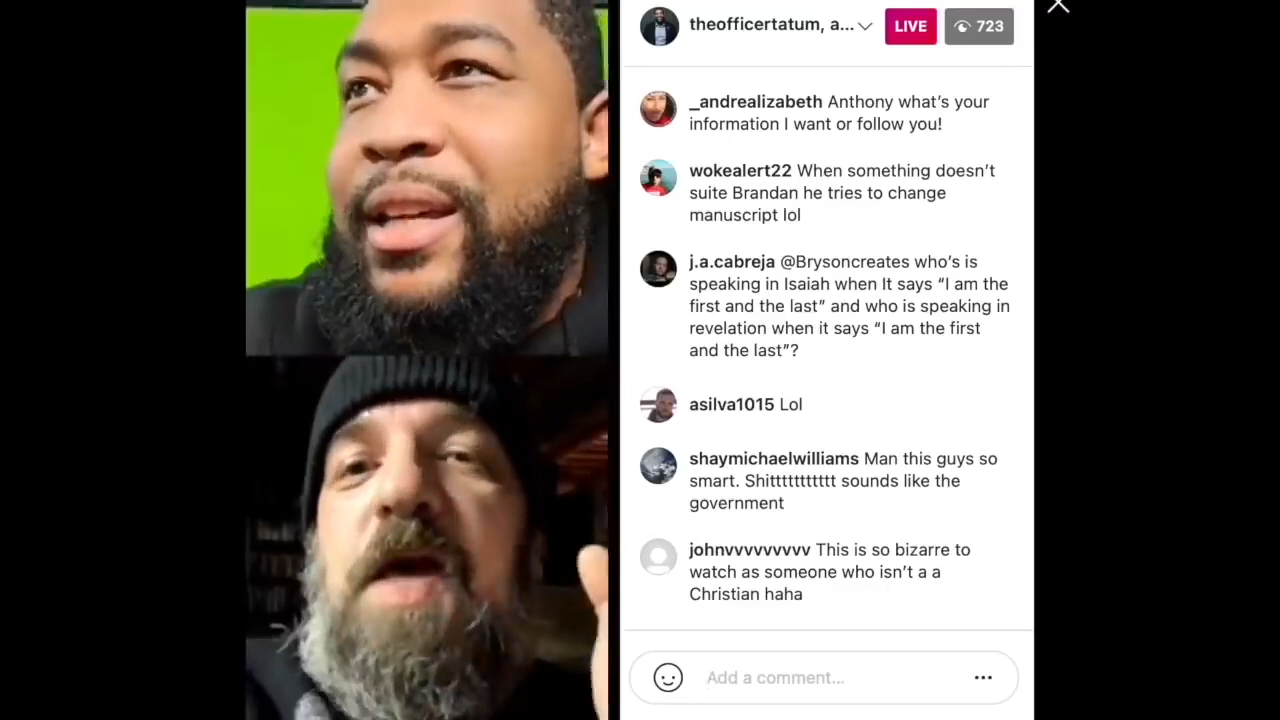 theofficertatum, a...
LIVE
723
_andrealizabeth Anthony what's your
information I want or follow you!
wokealert22 When something doesn't
suite Brandan he tries to change
manuscript lol
j.a.cabreja @Brysoncreates who's is
speaking in Isaiah when It says “I am the
first and the last” and who is speaking in
revelation when it says “I am the first
and the last”?
asilva1015 Lol
shaymichaelwilliams Man this guys so
smart. Shittttttttttt sounds like the
government
johnvvvvvvvvv This is so bizarre to
watch as someone who isn't a a
Christian haha
Add a comment...